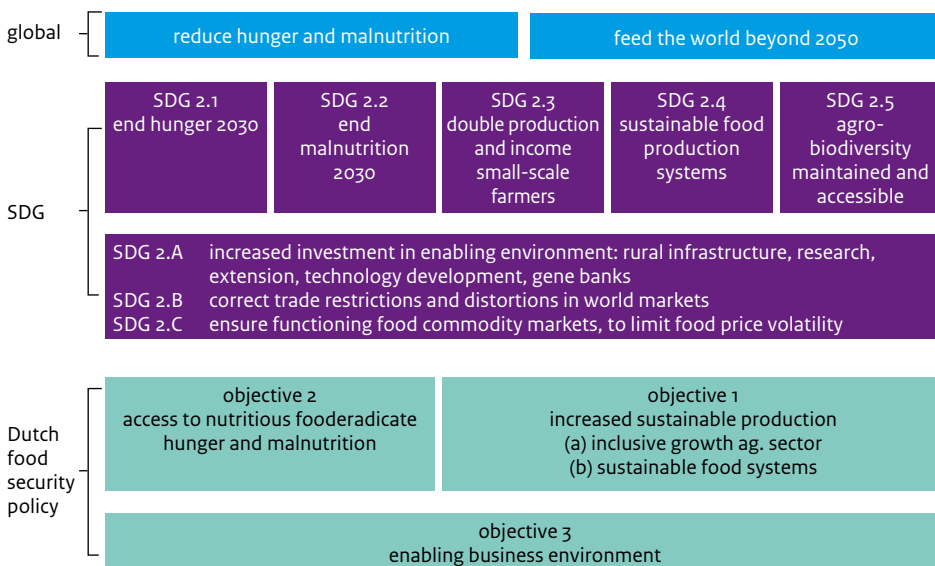 global
reduce hunger and malnutrition
feed the world beyond 2050
SDG
SDG 2.1
end hunger 2030
SDG 2.2
end
malnutrition
2030
SDG 2.3
double production
and income
small-scale
farmers
SDG 2.4
sustainable food
production
systems
SDG 2.5
agro-
biodiversity
maintained and
accessible
SDG 2.A increased investment in enabling environment: rural infrastructure, research,
extension, technology development, gene banks
SDG 2.B correct trade restrictions and distortions in world markets
SDG 2.C ensure functioning food commodity markets, to limit food price volatility
Dutch
food
security
policy
objective 2
access to nutritious fooderadicate
hunger and malnutrition
objective 1
increased sustainable production
(a) inclusive growth ag. sector
(b) sustainable food systems
objective 3
enabling business environment